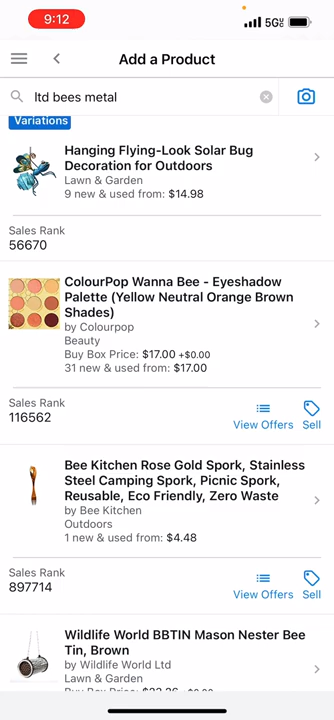 9:12
5G
Add a Product
ltd bees metal
Variations
Hanging Flying-Look Solar Bug
Decoration for Outdoors
Lawn & Garden
9 new & used from: $14.98
Sales Rank
56670
ColourPop Wanna Bee - Eyeshadow
Palette (Yellow Neutral Orange Brown
Shades)
by Colourpop
Beauty
Buy Box Price: $17.00 +$0.00
31 new & used from: $17.00
Sales Rank
116562
View Offers
Sell
Bee Kitchen Rose Gold Spork, Stainless
Steel Camping Spork, Picnic Spork,
Reusable, Eco Friendly, Zero Waste
by Bee Kitchen
Outdoors
1 new & used from: $4.48
Sales Rank
897714
View Offers
Sell
Wildlife World BBTIN Mason Nester Bee
Tin, Brown
by Wildlife World Ltd
Lawn & Garden
Buy Box Price: